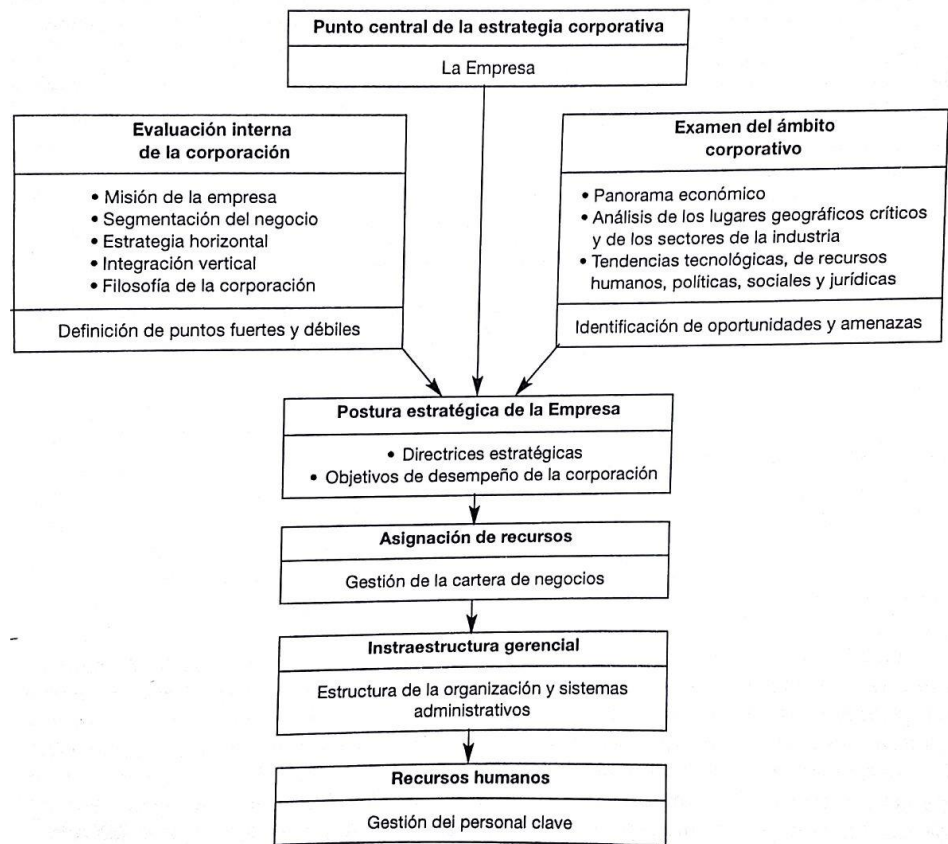 Punto central de la estrategia corporativa
La Empresa
Evaluación interna
de la corporación
• Misión de la empresa
• Segmentación del negocio
• Estrategia horizontal
• Integración vertical
• Filosofía de la corporación
Definición de puntos fuertes y débiles
Examen del ámbito
corporativo
• Panorama económico
• Análisis de los lugares geográficos críticos
y de los sectores de la industria
• Tendencias tecnológicas, de recursos
humanos, políticas, sociales y jurídicas
Identificación de oportunidades y amenazas
Postura estratégica de la Empresa
• Directrices estratégicas
• Objetivos de desempeño de la corporación
Asignación de recursos
Gestión de la cartera de negocios
Instraestructura gerencial
Estructura de la organización y sistemas
administrativos
Recursos humanos
Gestión del personal clave